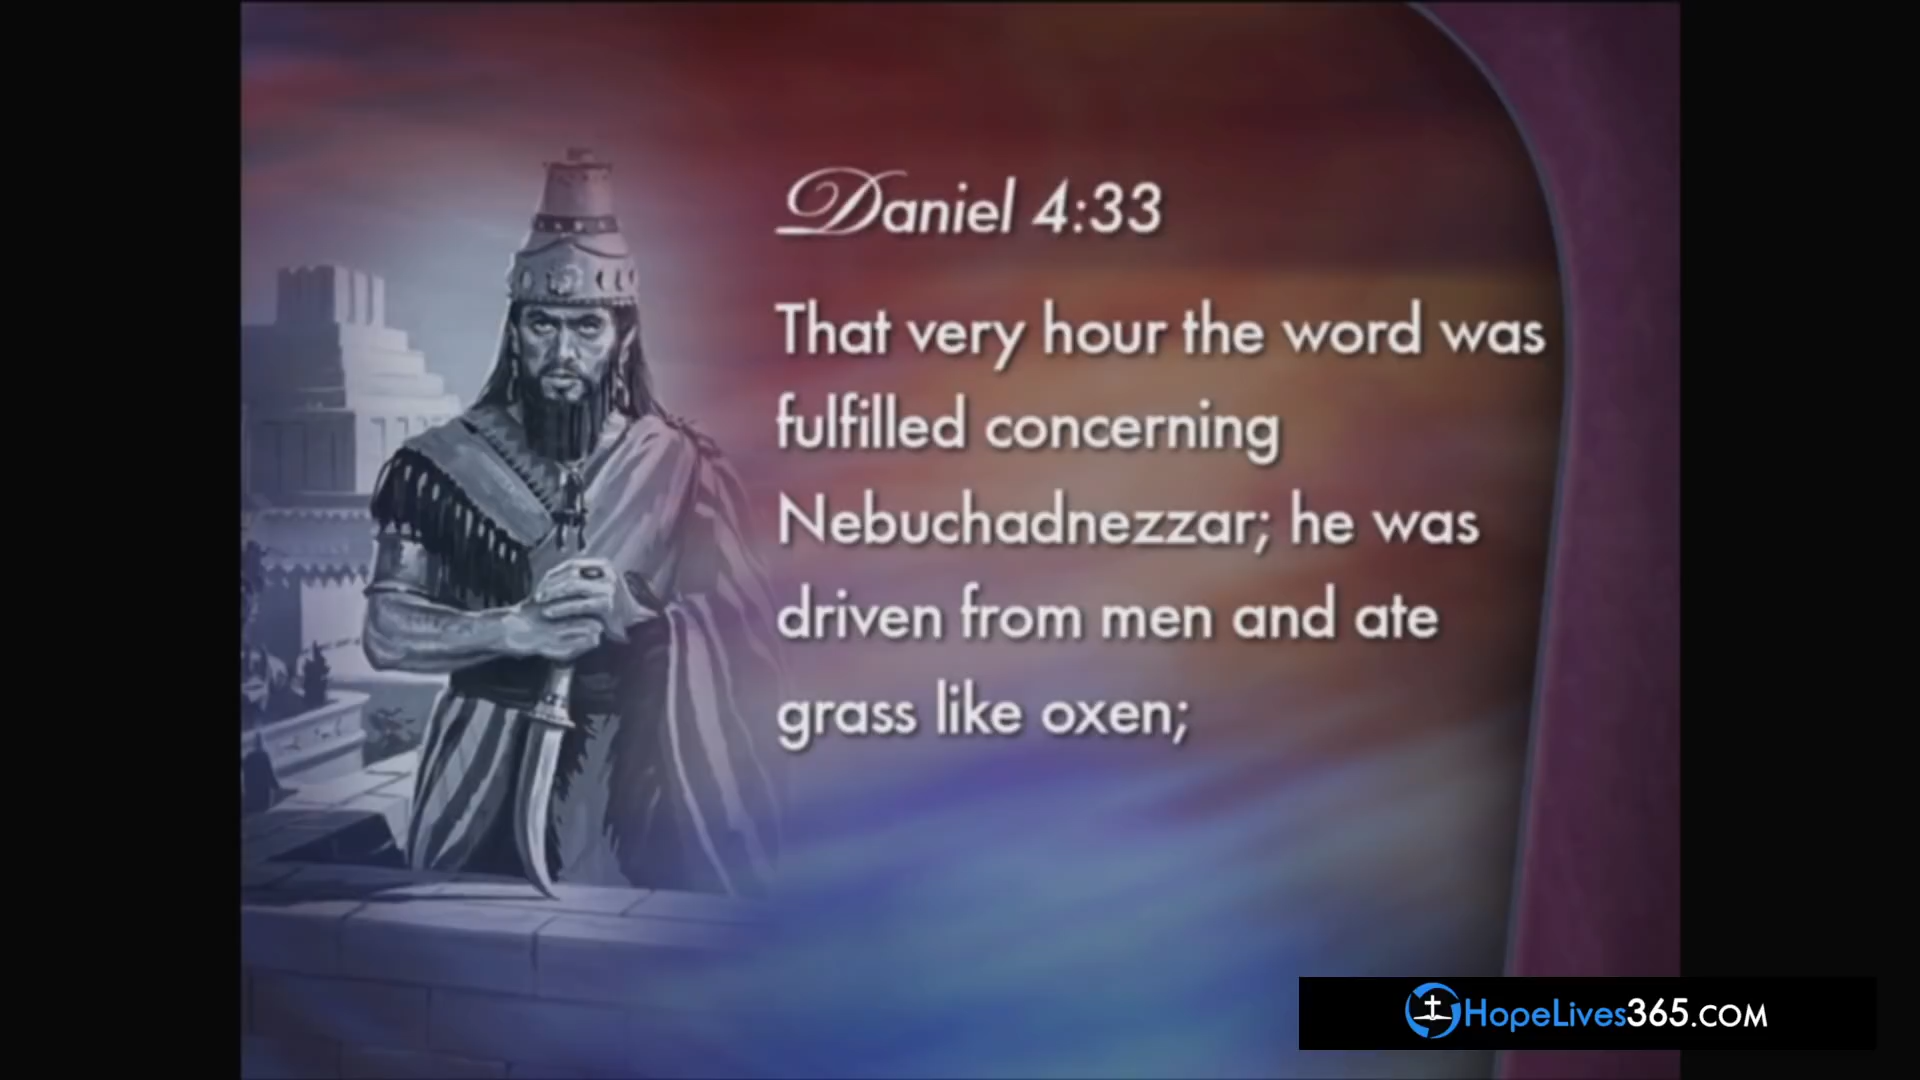 Daniel 4:33
That very hour the word was
fulfilled concerning
Nebuchadnezzar; he was
driven from men and ate
grass like oxen;
HopeLives365.COM